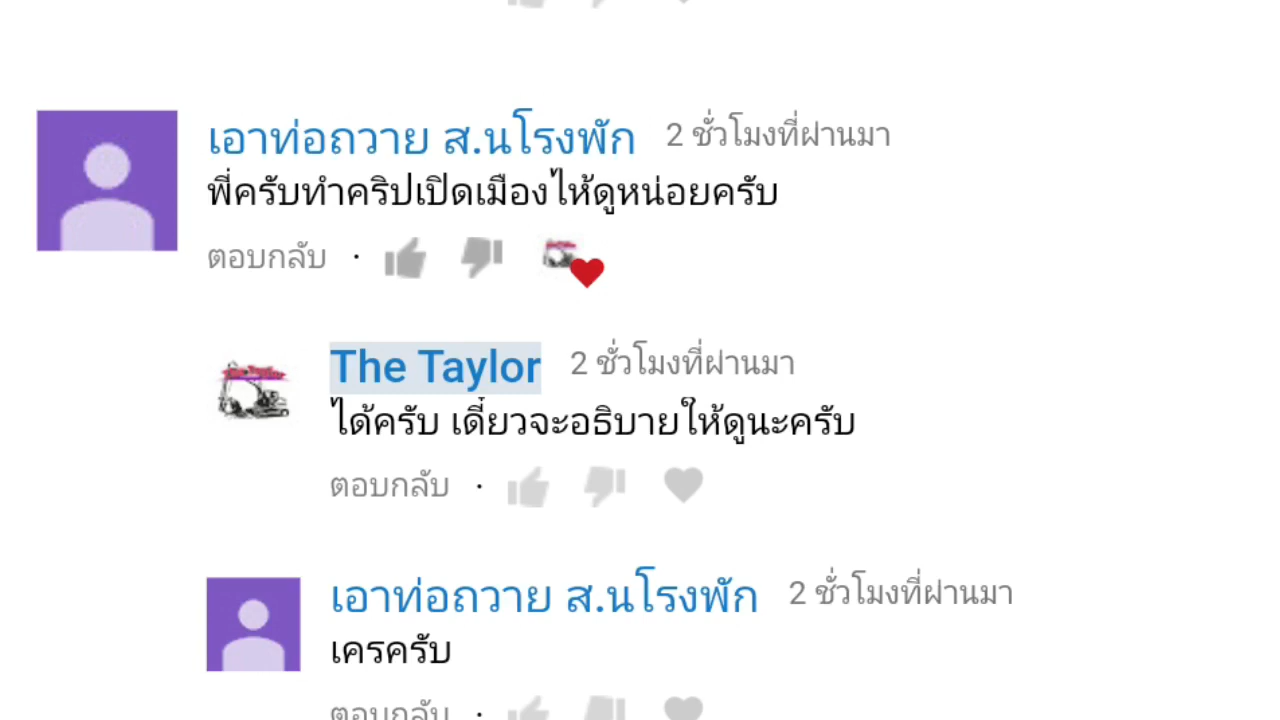 เอาท่อถวาย ส.นโรงพัก 2 ชั่วโมงที่ผ่านมา
พี่ครับทำคริปเปิดเมืองไห้ดูหน่อยครับ
ตอบกลับ ·
The Taylor 2 ชั่วโมงที่ผ่านมา
ได้ครับ เดี๋ยวจะอธิบายให้ดูนะครับ
ตอบกลับ ·
เอาท่อถวาย ส.นโรงพัก 2 ชั่วโมงที่ผ่านมา
เครครับ
ตอบกลับ ·